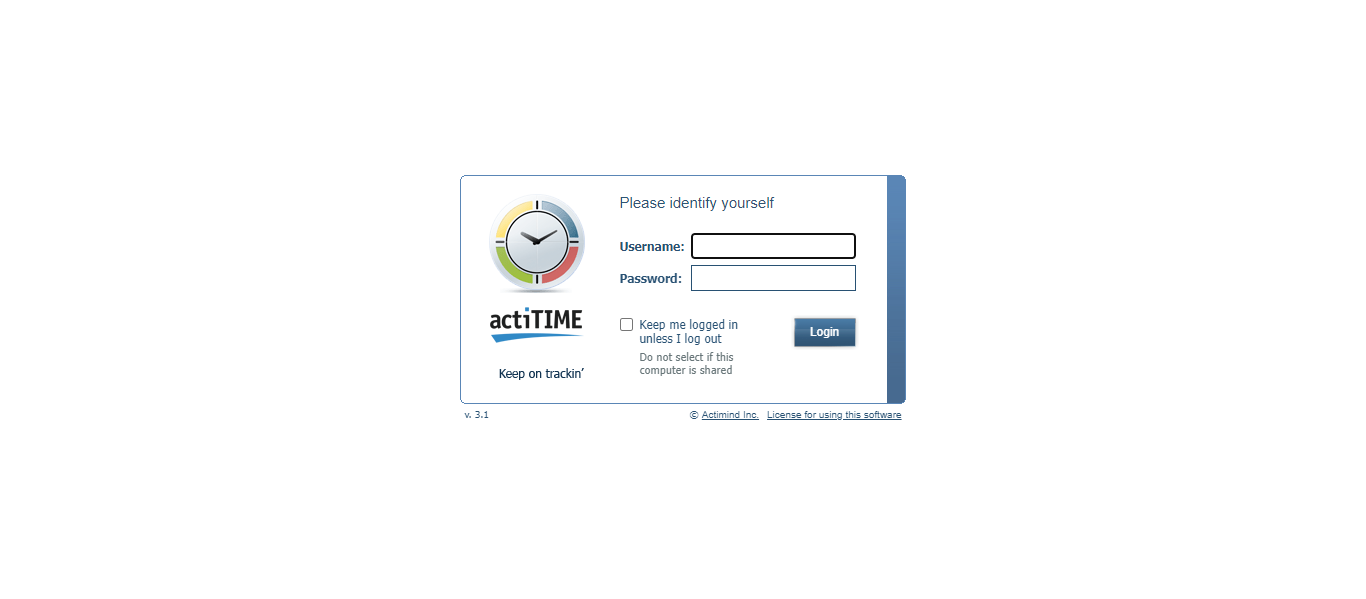 Please identify yourself
Username:
Password:
actiTIME
Keep me logged in
unless I log out
Login
Do not select if this
computer is shared
Keep on trackin’
v. 3.1
© Actimind Inc. License for using this software